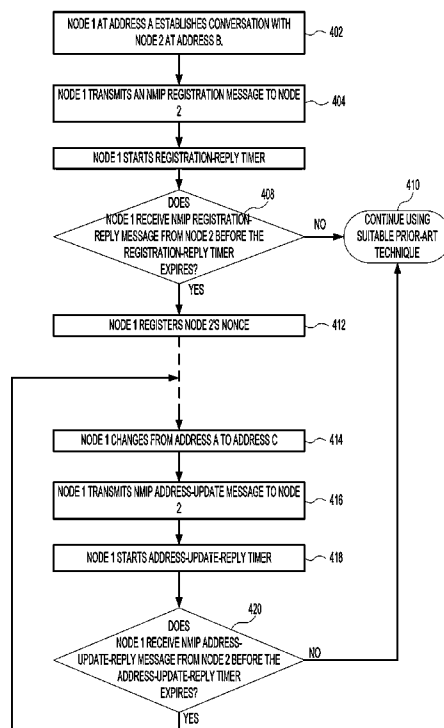 NODE 1 AT ADDRESS A ESTABLISHES CONVERSATION WITH
NODE 2 AT ADDRESS B.
402
NODE 1 TRANSMITS AN NMIP REGISTRATION MESSAGE TO NODE
2
404
NODE 1 STARTS REGISTRATION-REPLY TIMER
408
DOES
NODE 1 RECEIVE NMIP REGISTRATION-
REPLY MESSAGE FROM NODE 2 BEFORE THE
REGISTRATION-REPLY TIMER
EXPIRES?
NO
410
CONTINUE USING
SUITABLE PRIOR-ART
TECHNIQUE
YES
NODE 1 REGISTERS NODE 2'S NONCE
412
NODE 1 CHANGES FROM ADDRESS A TO ADDRESS C
414
NODE 1 TRANSMITS NMIP ADDRESS-UPDATE MESSAGE TO NODE
2
416
NODE 1 STARTS ADDRESS-UPDATE-REPLY TIMER
418
420
DOES
NODE 1 RECEIVE NMIP ADDRESS-
UPDATE-REPLY MESSAGE FROM NODE 2 BEFORE THE
ADDRESS-UPDATE-REPLY TIMER
EXPIRES?
NO
YES